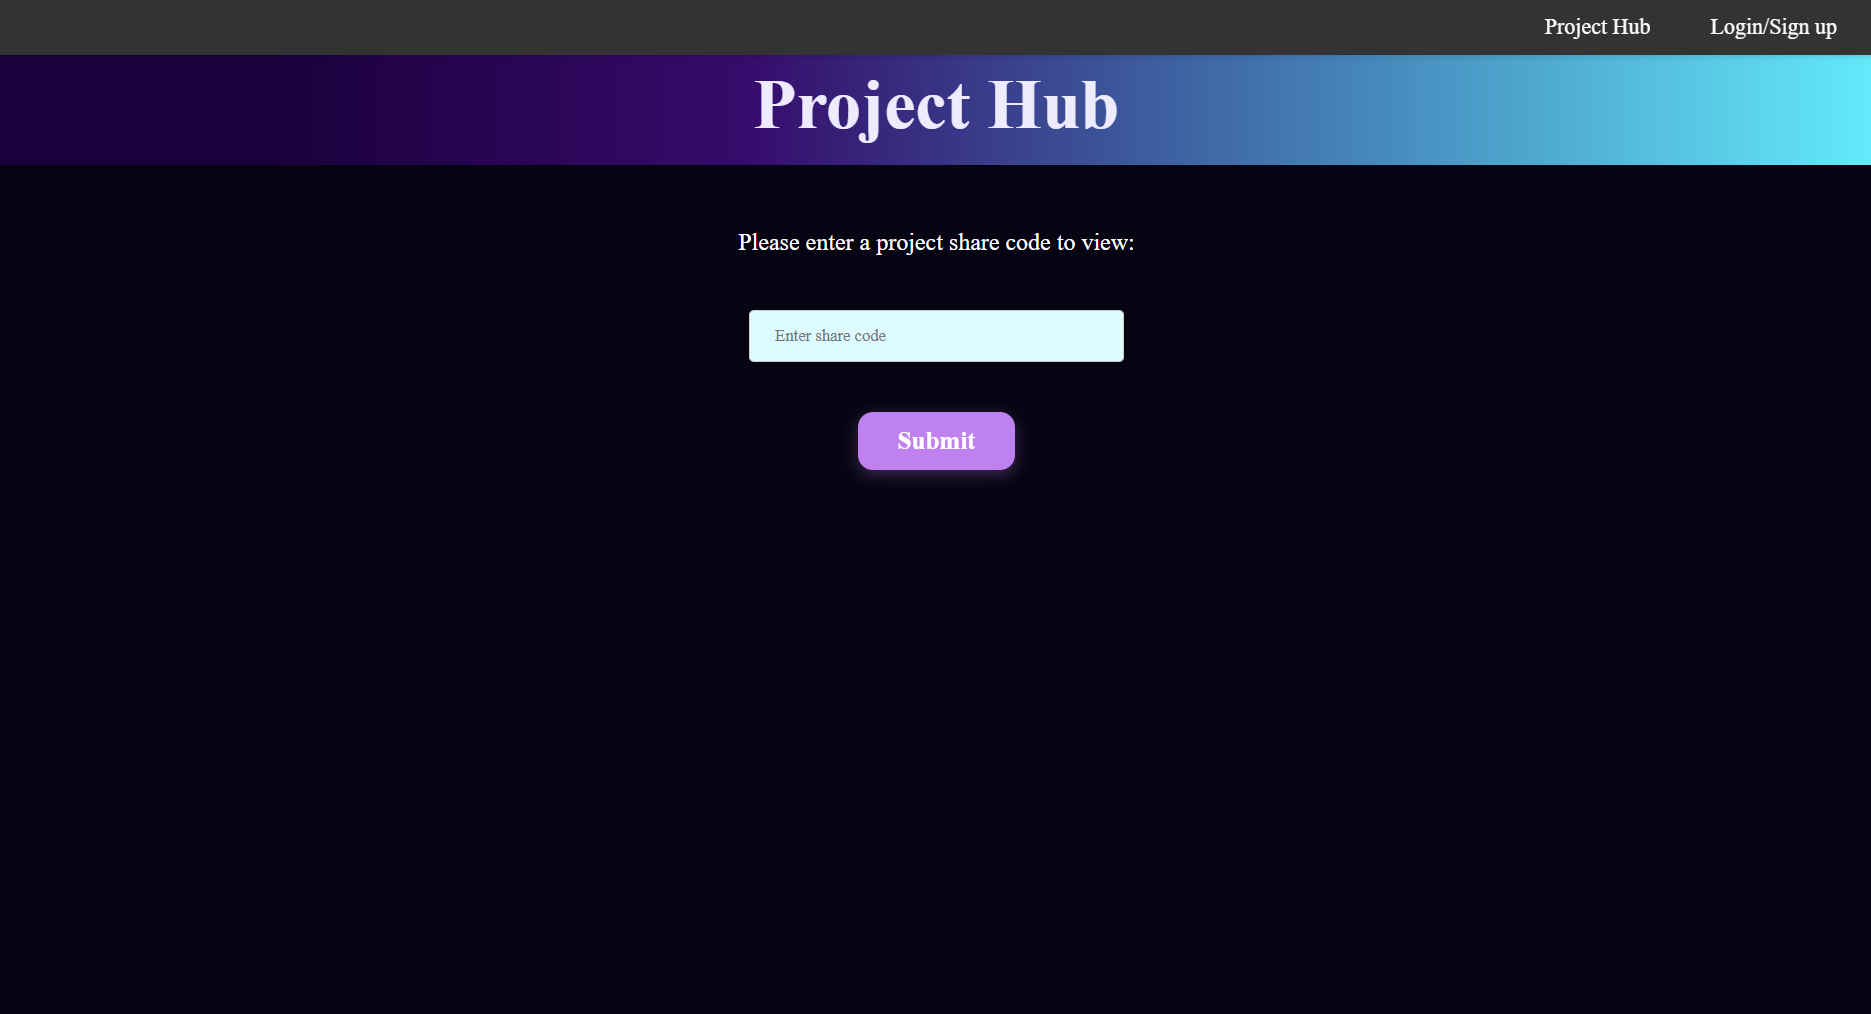 Project Hub Login/Sign up
Project Hub
Please enter a project share code to view:
Enter share code
Submit